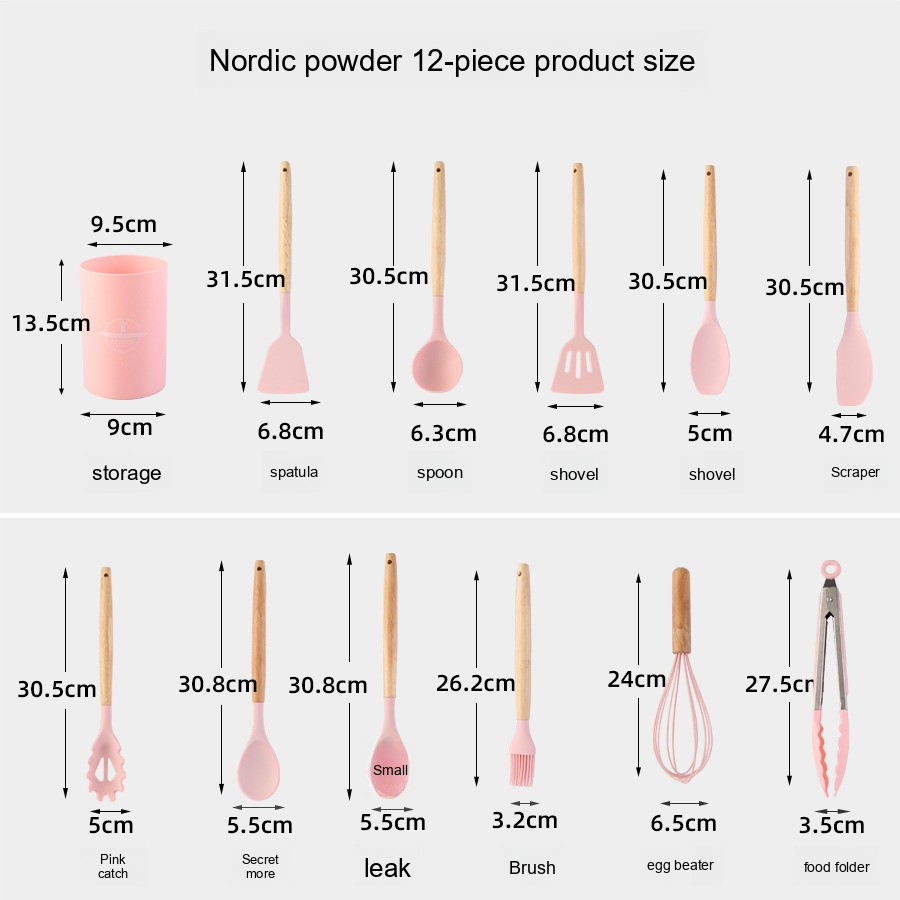 Nordic powder 12-piece product size
9.5cm
13.5cm
9cm
storage
31.5cm
6.8cm
spatula
30.5cm
6.3cm
spoon
31.5cm
6.8cm
shovel
30.5cm
5cm
shovel
30.5cm
4.7cm
Scraper
30.5cm
5cm
Pink
catch
30.8cm
5.5cm
Secret
more
30.8cm
Small
5.5cm
leak
26.2cm
3.2cm
Brush
24cm
6.5cm
egg beater
27.5cm
3.5cm
food folder